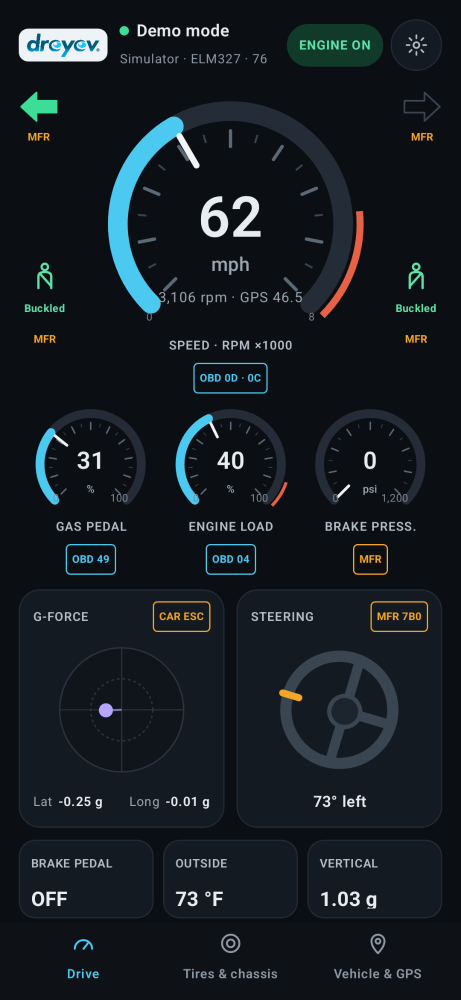 dreyev.
Demo mode
Simulator · ELM327 · 76
ENGINE ON
MFR
MFR
62
mph
3,106 rpm · GPS 46.5
0
8
Buckled
Buckled
MFR
MFR
SPEED · RPM ×1000
OBD 0D · 0C
31
%
0
100
40
%
0
100
0
psi
0
1,200
GAS PEDAL
ENGINE LOAD
BRAKE PRESS.
OBD 49
OBD 04
MFR
G-FORCE
CAR ESC
Lat -0.25 g
Long -0.01 g
STEERING
MFR 7B0
73° left
BRAKE PEDAL
OFF
OUTSIDE
73 °F
VERTICAL
1.03 g
Drive
Tires & chassis
Vehicle & GPS